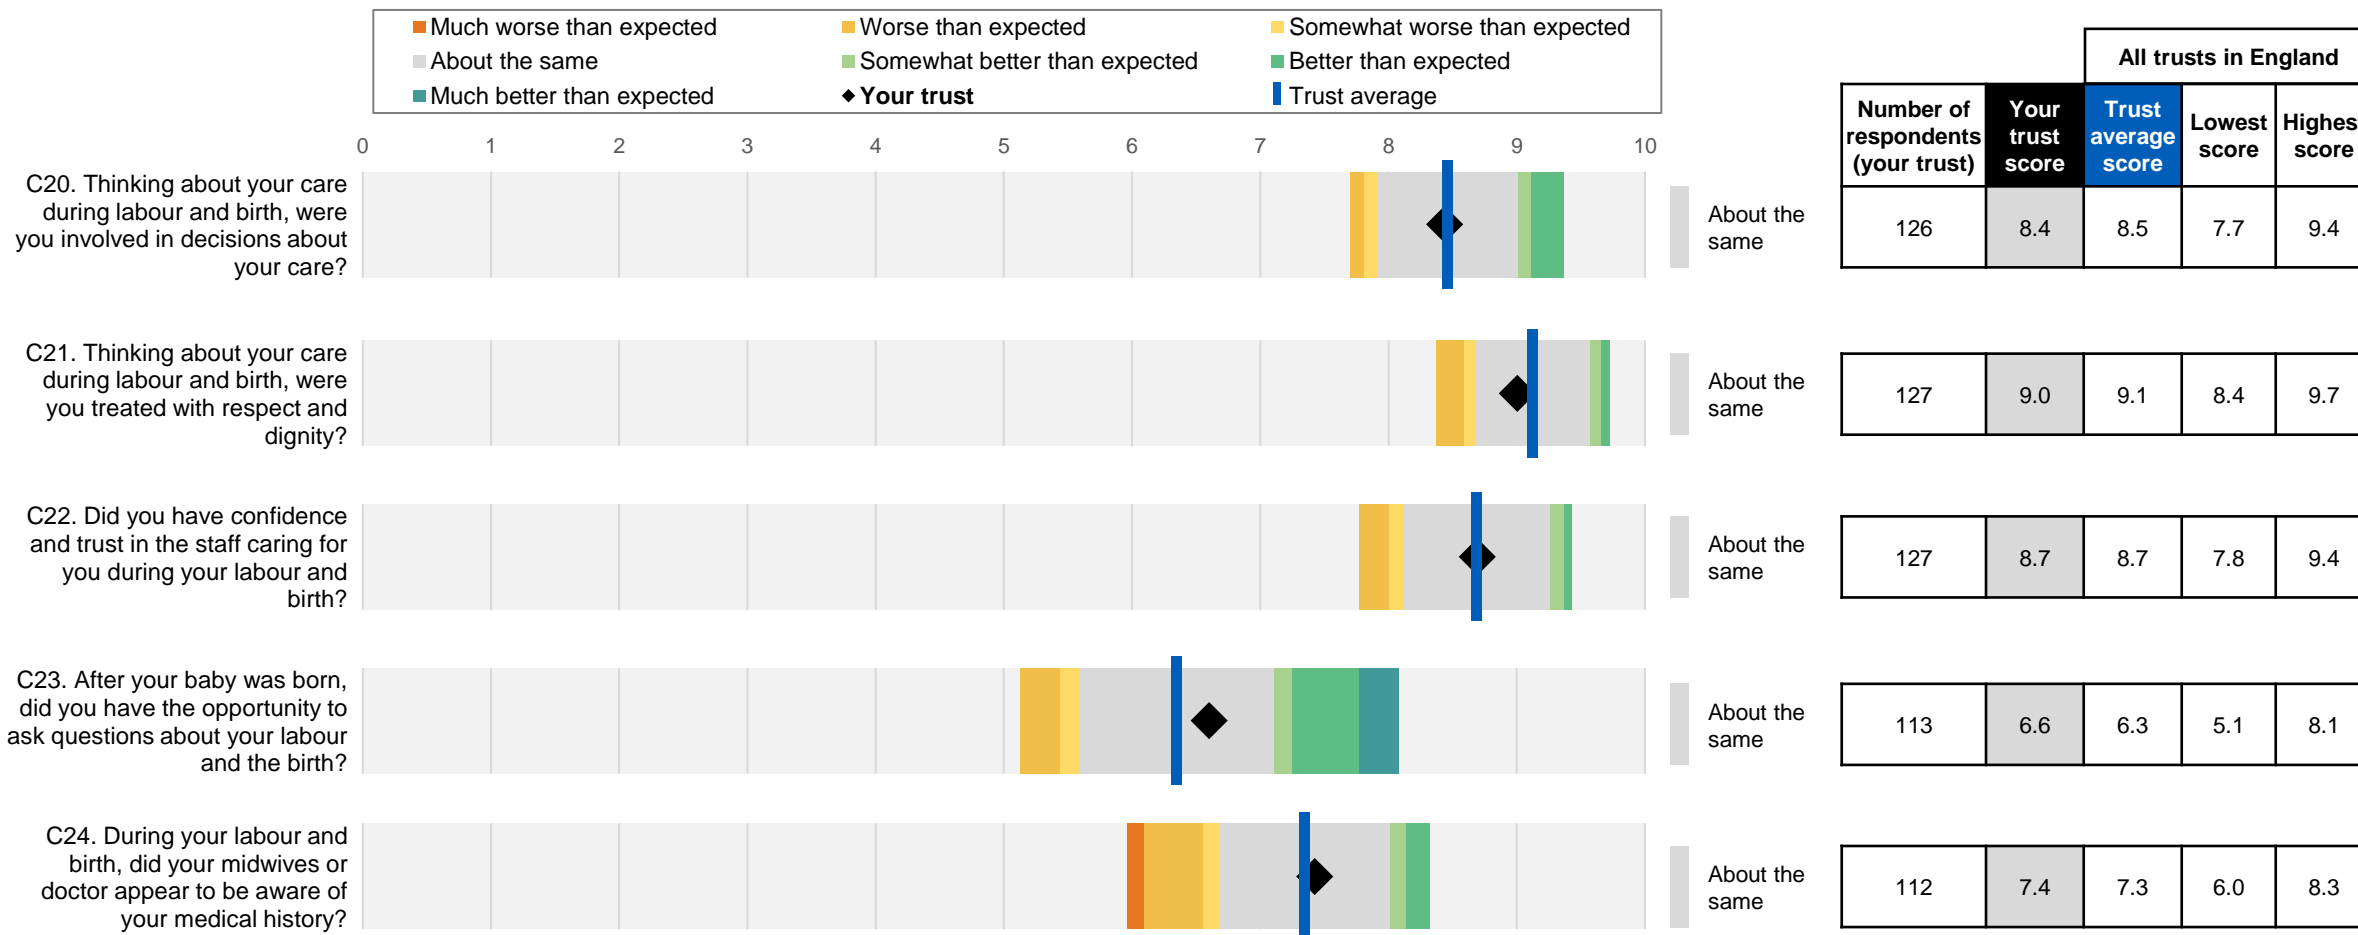 Much worse than expected
Worse than expected
Somewhat worse than expected
About the same
Somewhat better than expected
Better than expected
Much better than expected
Your trust
Trust average
All trusts in England
Number of
respondents
(your trust)
Your
trust
score
Trust
average
score
Lowest
score
Highes
score
0 1 2 3 4 5 6 7 8 9 10
C20. Thinking about your care
during labour and birth, were
you involved in decisions about
your care?
About the
same
126 8.4 8.5 7.7 9.4
C21. Thinking about your care
during labour and birth, were
you treated with respect and
dignity?
About the
same
127 9.0 9.1 8.4 9.7
C22. Did you have confidence
and trust in the staff caring for
you during your labour and
birth?
About the
same
127 8.7 8.7 7.8 9.4
C23. After your baby was born,
did you have the opportunity to
ask questions about your labour
and the birth?
About the
same
113 6.6 6.3 5.1 8.1
C24. During your labour and
birth, did your midwives or
doctor appear to be aware of
your medical history?
About the
same
112 7.4 7.3 6.0 8.3